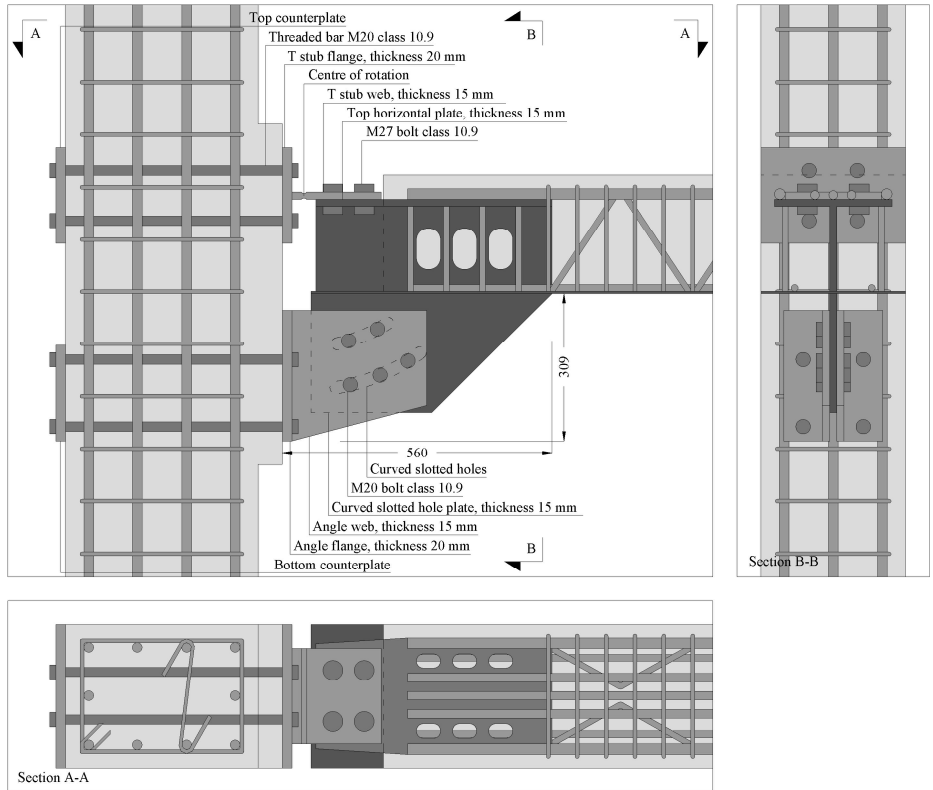 Top counterplate
A
B
A
Threaded bar M20 class 10.9
T stub flange, thickness 20 mm
Centre of rotation
T stub web, thickness 15 mm
Top horizontal plate, thickness 15 mm
M27 bolt class 10.9
309
560
Curved slotted holes
M20 bolt class 10.9
Curved slotted hole plate, thickness 15 mm
Angle web, thickness 15 mm
Angle flange, thickness 20 mm
B
Bottom counterplate
Section B-B
Section A-A